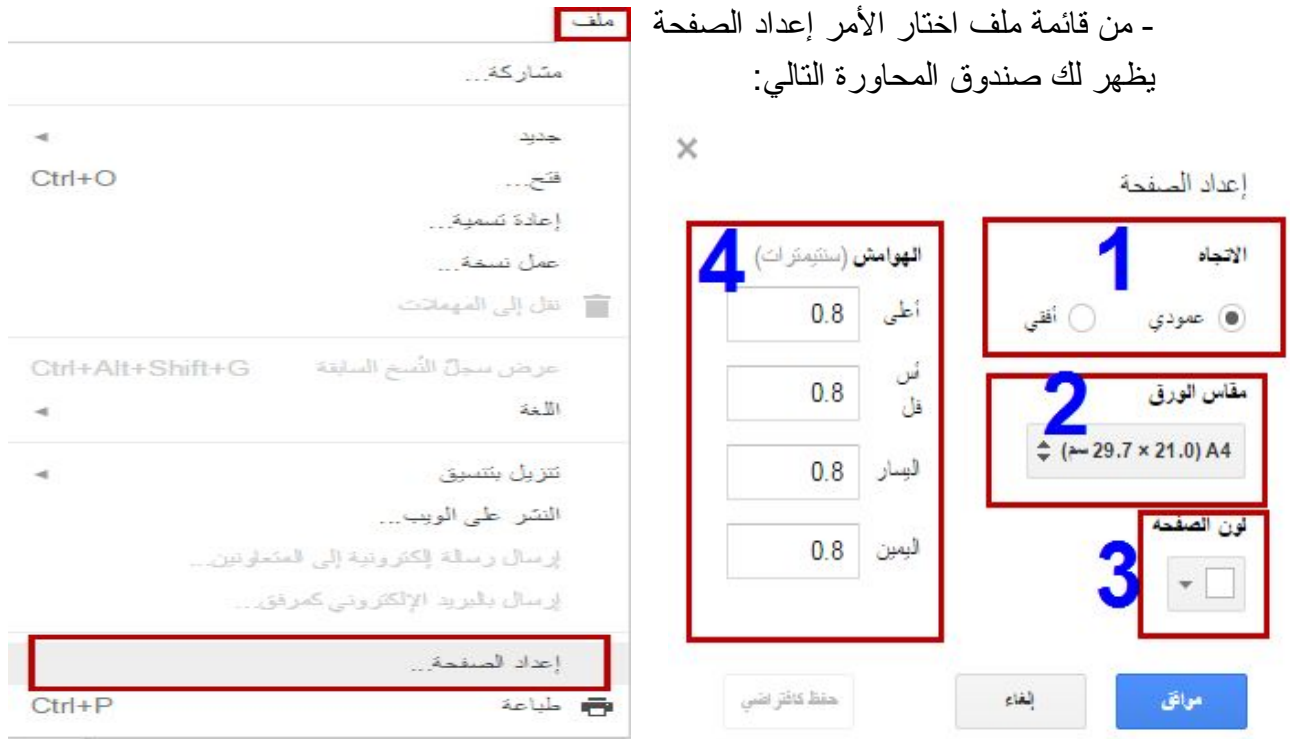 - من قائمة ملف اختار الأمر إعداد الصفحة
يظهر لك صندوق المحاورة التالي:
ملف
مشاركة...
جديد
فتح... Ctrl+O
إعادة تسمية...
عمل نسخة...
نقل إلى المهملات
عرض سجلّ النُسخ السابقة Ctrl+Alt+Shift+G
اللغة
تنزيل بتنسيق
النشر على الويب...
إرسال رسالة إلكترونية إلى المتعاونين...
إرسال بالبريد الإلكتروني كمرفق...
إعداد الصفحة...
طباعة Ctrl+P
×
إعداد الصفحة
1
الاتجاه
عمودي أفقي
2
مقاس الورق
A4 (21.0 × 29.7 سم)
3
لون الصفحه
4
الهوامش (سنتيمترات)
أعلى 0.8
أس
فل 0.8
اليسار 0.8
اليمين 0.8
موافق إلغاء حفظ كافتراضي